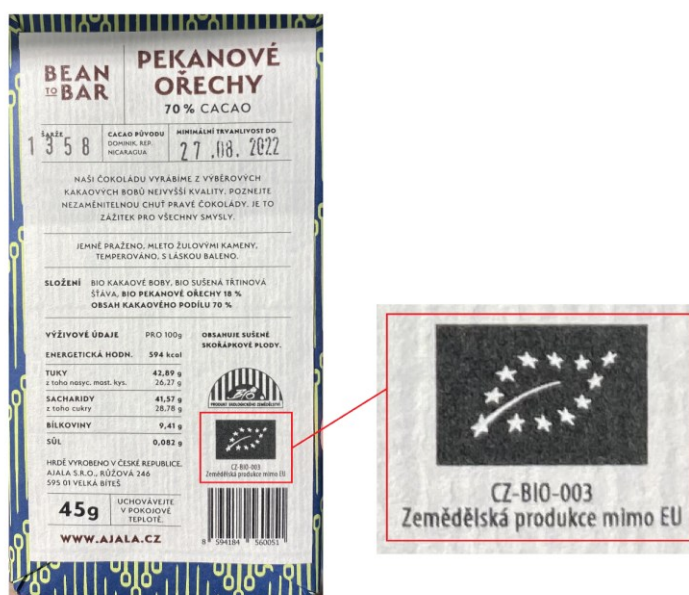 BEAN
TO BAR
PEKANOVÉ
OŘECHY
70 % CACAO
ŠARŽE
1358
CACAO PŮVODU
DOMINIK. REP.
NICARAGUA
MINIMÁLNÍ TRVANLIVOST DO
27.08.2022
NAŠI ČOKOLÁDU VYRÁBÍME Z VÝBĚROVÝCH
KAKAOVÝCH BOBŮ NEJVYŠŠÍ KVALITY. POZNEJTE
NEZAMĚNITELNOU CHUŤ PRAVÉ ČOKOLÁDY. JE TO
ZÁŽITEK PRO VŠECHNY SMYSLY.
JEMNĚ PRAŽENO, MLETO ŽULOVÝMI KAMENY,
TEMPEROVÁNO, S LÁSKOU BALENO.
SLOŽENÍ BIO KAKAOVÉ BOBY, BIO SUŠENÁ TŘTINOVÁ
ŠŤÁVA, BIO PEKANOVÉ OŘECHY 18 %
OBSAH KAKAOVÉHO PODÍLU 70 %
VÝŽIVOVÉ ÚDAJE PRO 100g
ENERGETICKÁ HODN. 594 kcal
TUKY 42,89 g
z toho nasyc. mast. kys. 26,27 g
SACHARIDY 41,57 g
z toho cukry 28,78 g
BÍLKOVINY 9,41 g
SŮL 0,082 g
OBSAHUJE SUŠENÉ
SKOŘÁPKOVÉ PLODY.
BIO
PRODUKT EKOLOGICKÉHO ZEMĚDĚLSTVÍ
CZ-BIO-003
Zemědělská produkce mimo EU
HRDĚ VYROBENO V ČESKÉ REPUBLICE.
AJALA S.R.O., RŮŽOVÁ 246
595 01 VELKÁ BÍTEŠ
45g
UCHOVÁVEJTE
V POKOJOVÉ
TEPLOTĚ.
WWW.AJALA.CZ
8 594184 560051
CZ-BIO-003
Zemědělská produkce mimo EU